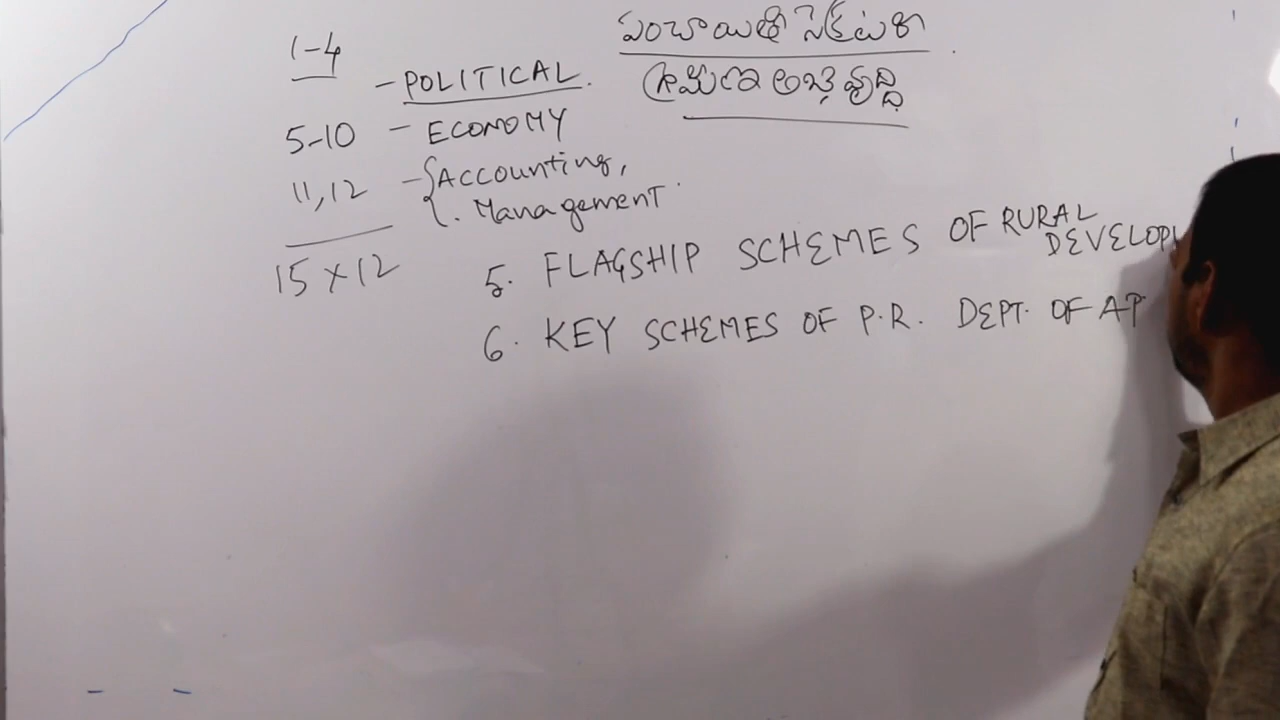 1-4
- POLITICAL.
5-10 - ECONOMY
11,12 - { Accounting,
. Management
15 x 12
పంచాయితీ సెక్రటరీ
గ్రామీణ అభివృద్ధి
5. FLAGSHIP SCHEMES OF RURAL
DEVELOP
6. KEY SCHEMES OF P.R. DEPT. OF AP